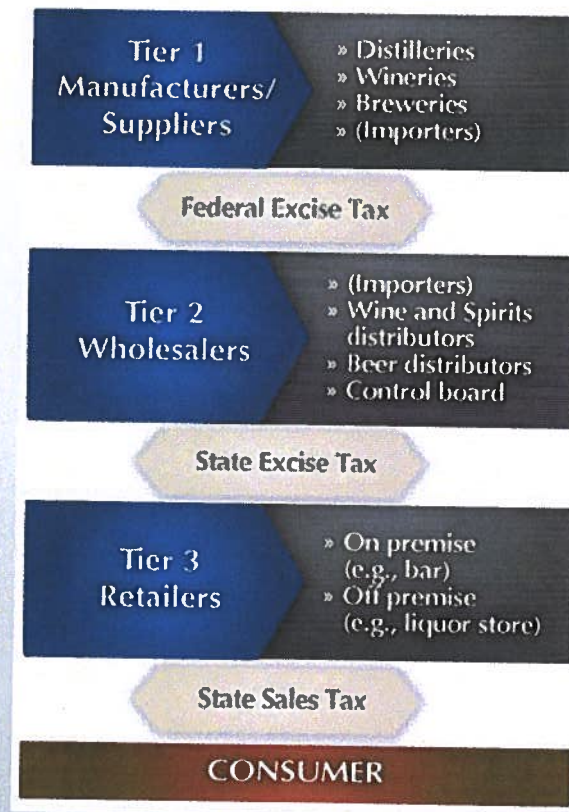 Tier 1
Manufacturers/
Suppliers
» Distilleries
» Wineries
» Breweries
» (Importers)
Federal Excise Tax
Tier 2
Wholesalers
» (Importers)
» Wine and Spirits
distributors
» Beer distributors
» Control board
State Excise Tax
Tier 3
Retailers
» On premise
(e.g., bar)
» Off premise
(e.g., liquor store)
State Sales Tax
CONSUMER